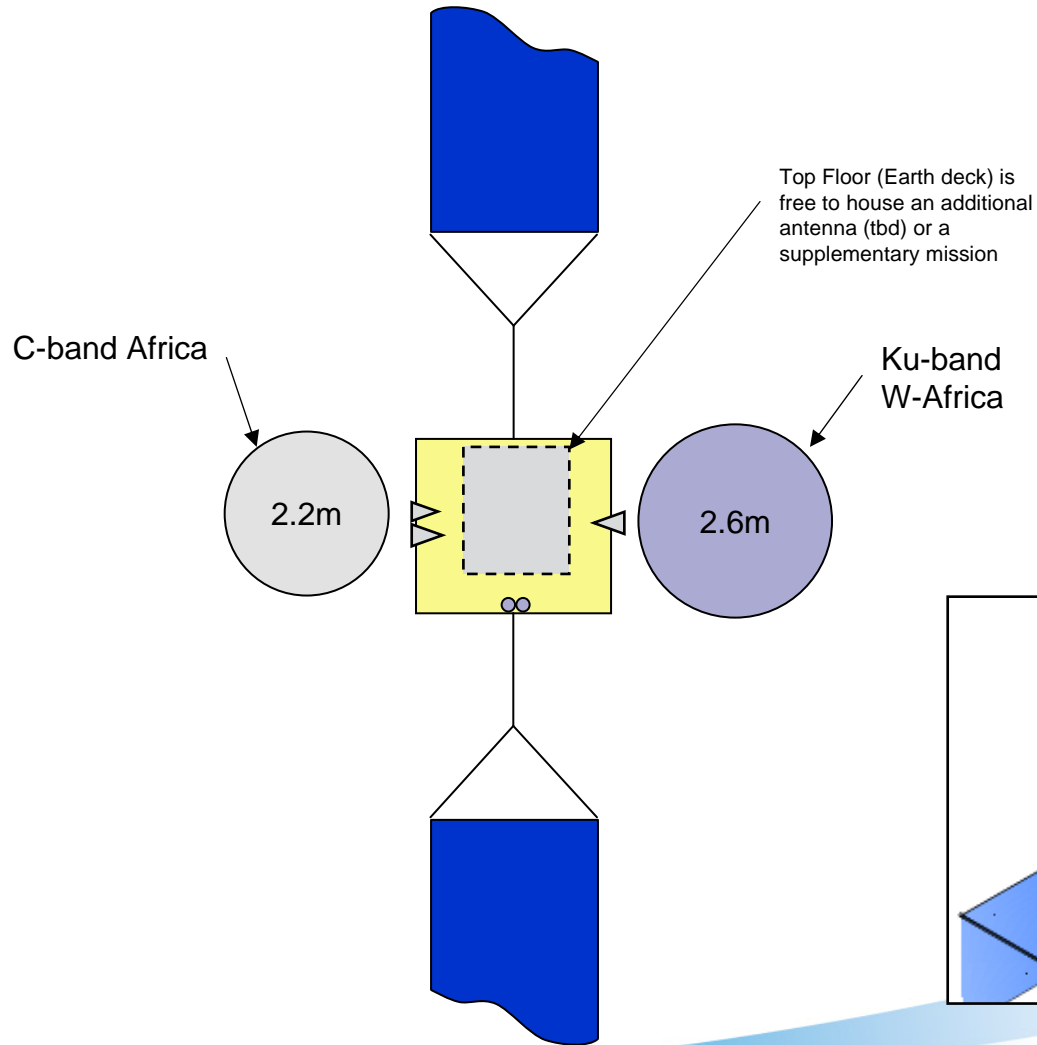 Top Floor (Earth deck) is
free to house an additional
antenna (tbd) or a
supplementary mission
C-band Africa
Ku-band
W-Africa
2.2m
2.6m